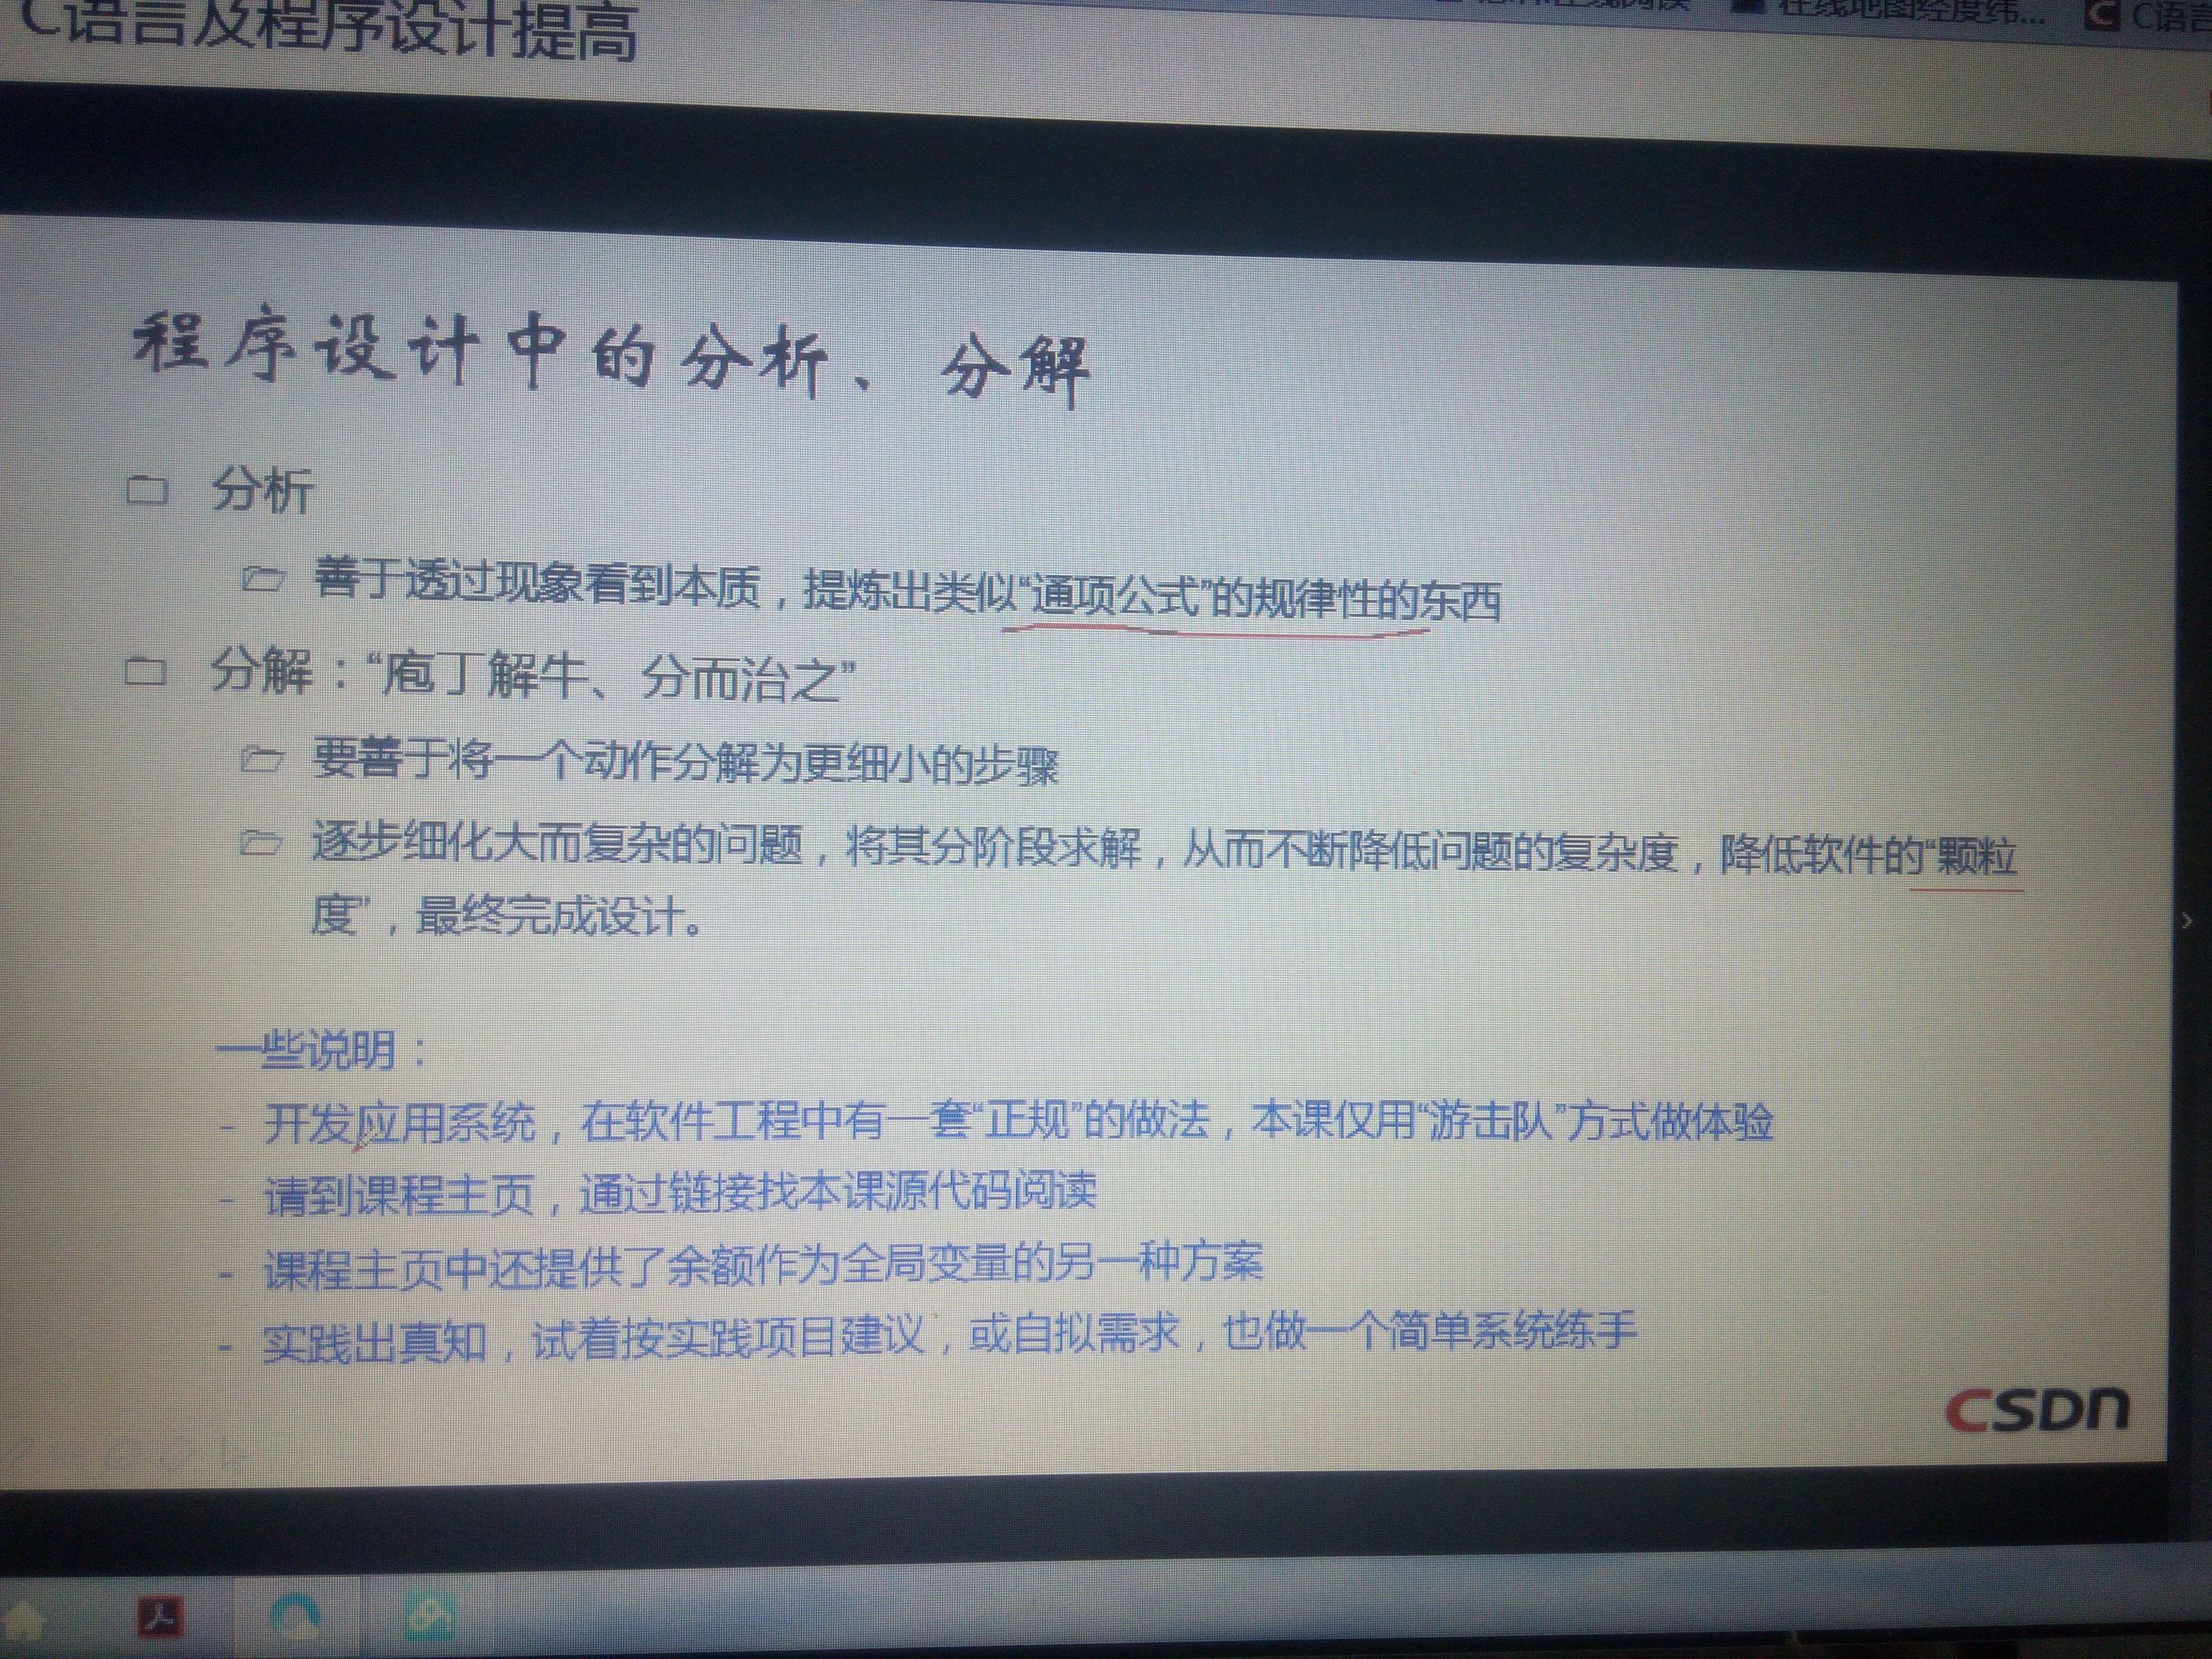 C语言及程序设计提高
在线地图经度纬...
C语言
程序设计中的分析、分解
分析
善于透过现象看到本质，提炼出类似“通项公式”的规律性的东西
分解：“庖丁解牛、分而治之”
要善于将一个动作分解为更细小的步骤
逐步细化大而复杂的问题，将其分阶段求解，从而不断降低问题的复杂度，降低软件的“颗粒
度”，最终完成设计。
一些说明：
- 开发应用系统，在软件工程中有一套“正规”的做法，本课仅用“游击队”方式做体验
- 请到课程主页，通过链接找本课源代码阅读
- 课程主页中还提供了余额作为全局变量的另一种方案
- 实践出真知，试着按实践项目建议，或自拟需求，也做一个简单系统练手
CSDN